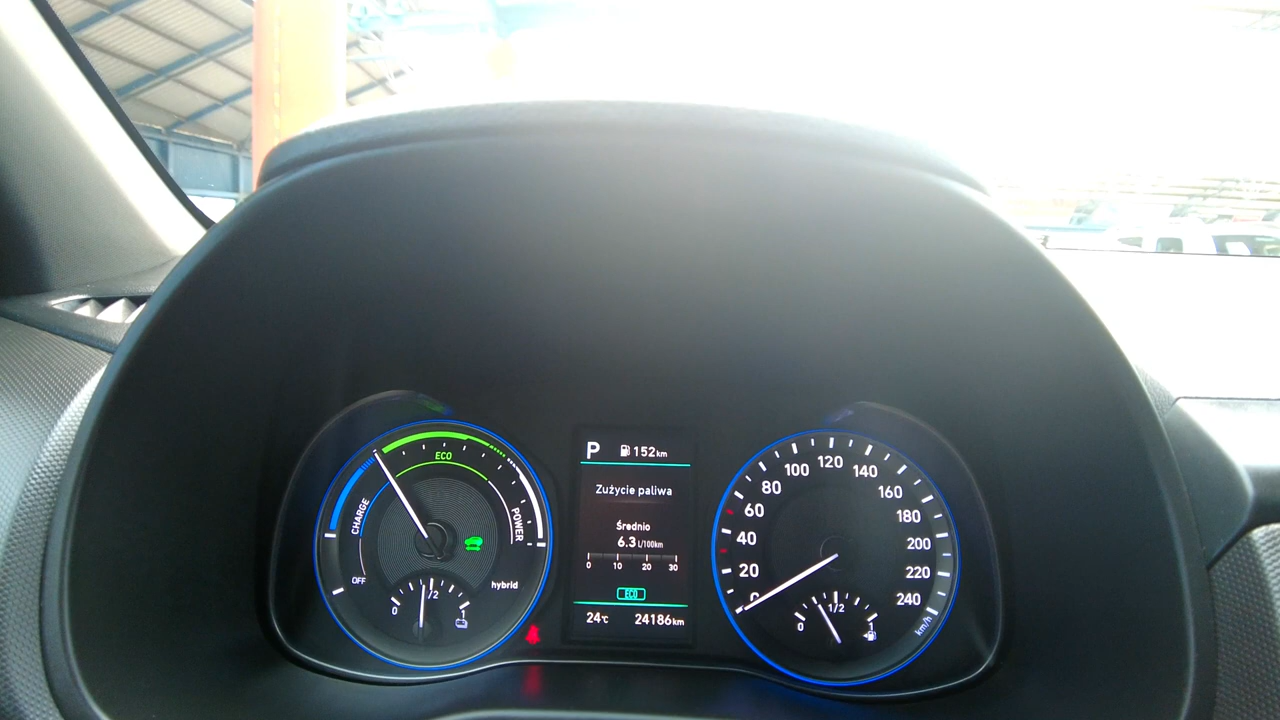 ECO
CHARGE
POWER
OFF
hybrid
0
1/2
1
P 152km
Zużycie paliwa
Średnio
6.3 L/100km
0 10 20 30
ECO
24°C 24186km
0
20
40
60
80
100
120
140
160
180
200
220
240
km/h
0
1/2
1